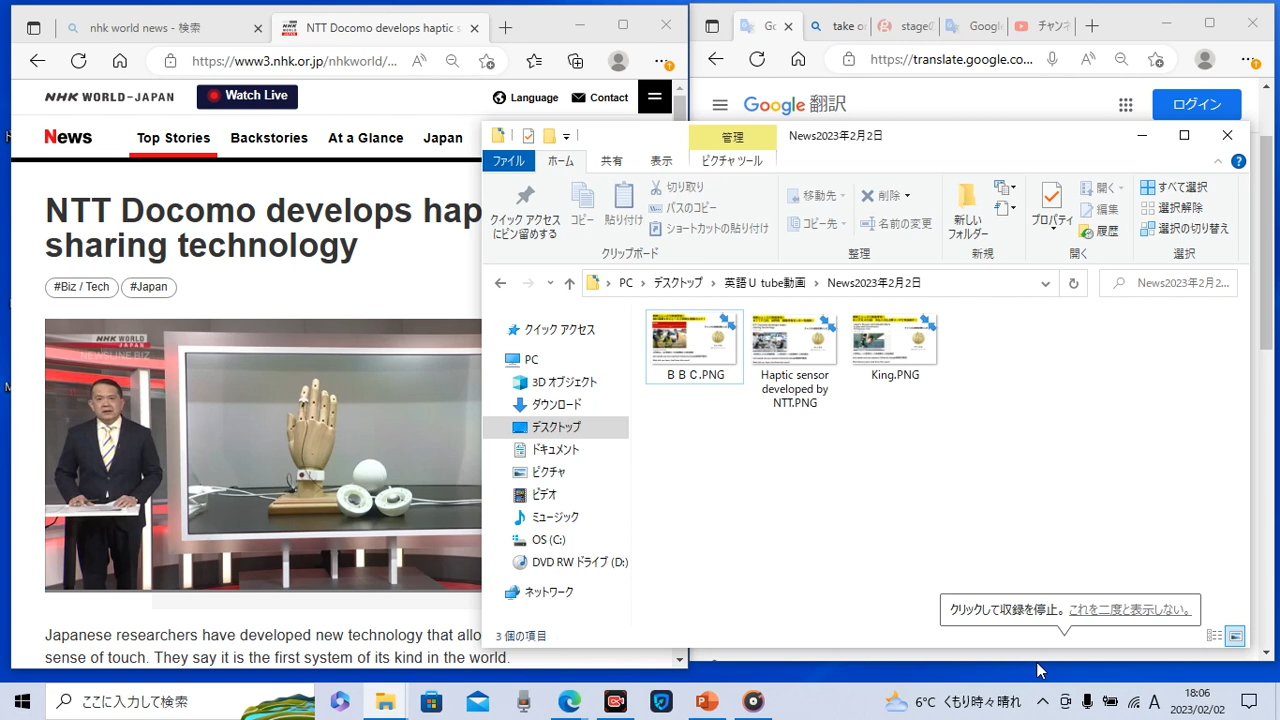 nhk world news - 検索
NTT Docomo develops haptic s
https://www3.nhk.or.jp/nhkworld/...
NHK WORLD-JAPAN
Watch Live
Language
Contact
News
Top Stories
Backstories
At a Glance
Japan
NTT Docomo develops hap
sharing technology
#Biz / Tech
#Japan
NHK WORLD
NEWSLINE BIZ
Japanese researchers have developed new technology that allo
sense of touch. They say it is the first system of its kind in the world.
Go
take or
stage
Googl
チャンネ
https://translate.google.co...
Google 翻訳
ログイン
管理
News2023年2月2日
ファイル
ホーム
共有
表示
ピクチャ ツール
クイック アクセス
にピン留めする
コピー
貼り付け
切り取り
パスのコピー
ショートカットの貼り付け
クリップボード
移動先
コピー先
削除
名前の変更
整理
新しい
フォルダー
新規
プロパティ
開く
編集
履歴
開く
すべて選択
選択解除
選択の切り替え
選択
PC
デスクトップ
英語Ｕ tube動画
News2023年2月2日
News2023年2月2...
クイック アクセス
PC
3D オブジェクト
ダウンロード
デスクトップ
ドキュメント
ピクチャ
ビデオ
ミュージック
OS (C:)
DVD RW ドライブ (D:)
ネットワーク
ＢＢＣ.PNG
Haptic sensor
developed by
NTT.PNG
King.PNG
3 個の項目
クリックして収録を停止。 これを二度と表示しない。
ここに入力して検索
6°C くもり時々晴れ
A
18:06
2023/02/02